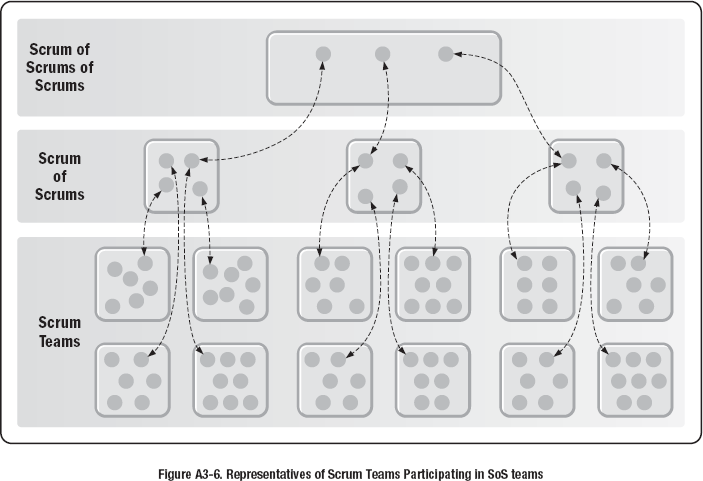 Scrum of
Scrums of
Scrums
Scrum
of
Scrums
Scrum
Teams
Figure A3-6. Representatives of Scrum Teams Participating in SoS teams